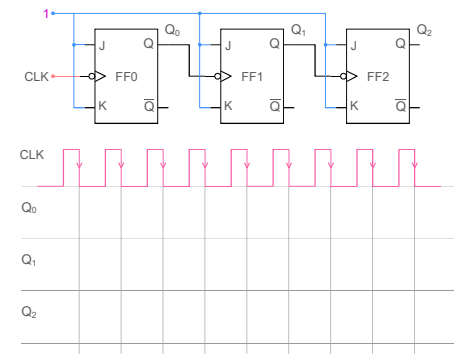 Q₀ Q₁ Q₂
1
J Q J Q J Q
CLK FF0 FF1 FF2
K Q̅ K Q̅ K Q̅
CLK
Q₀
Q₁
Q₂